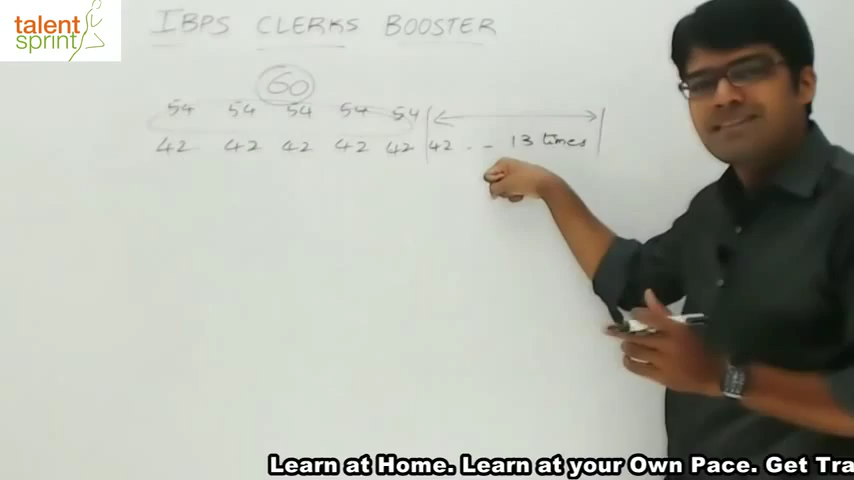 talent
sprint
IBPS CLERKS BOOSTER
60
54 54 54 54 54
42 42 42 42 42 42 - - 13 times
Learn at Home. Learn at your Own Pace. Get Tra